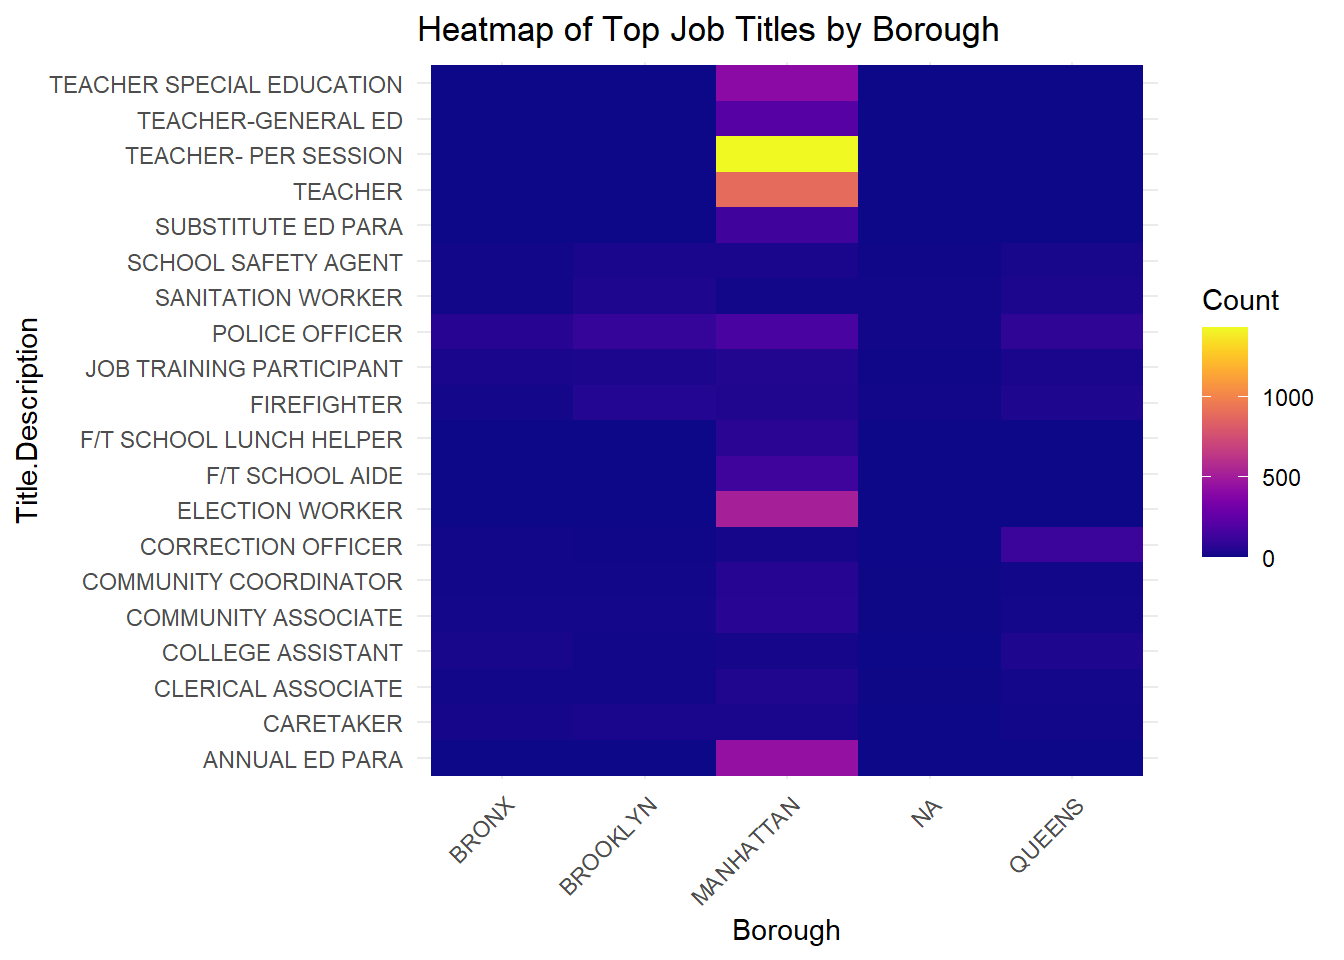 Heatmap of Top Job Titles by Borough
TEACHER SPECIAL EDUCATION
TEACHER-GENERAL ED
TEACHER- PER SESSION
TEACHER
SUBSTITUTE ED PARA
SCHOOL SAFETY AGENT
SANITATION WORKER
POLICE OFFICER
JOB TRAINING PARTICIPANT
FIREFIGHTER
F/T SCHOOL LUNCH HELPER
F/T SCHOOL AIDE
ELECTION WORKER
CORRECTION OFFICER
COMMUNITY COORDINATOR
COMMUNITY ASSOCIATE
COLLEGE ASSISTANT
CLERICAL ASSOCIATE
CARETAKER
ANNUAL ED PARA
Title.Description
BRONX
BROOKLYN
MANHATTAN
NA
QUEENS
Borough
Count
1000
500
0